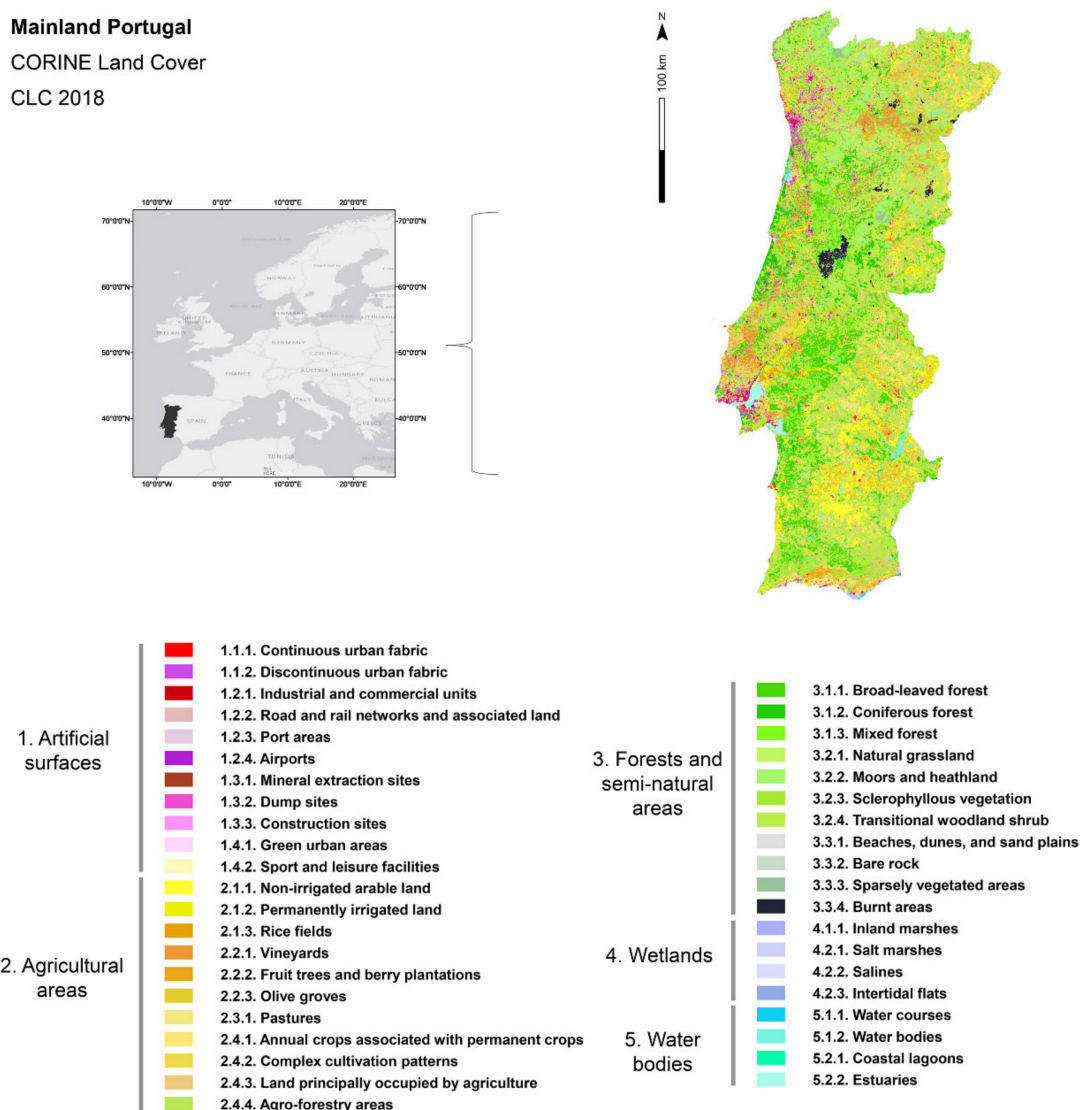 Mainland Portugal
CORINE Land Cover
CLC 2018
N
100 km
10°0'0"W 0°0'0" 10°0'0"E 20°0'0"E
70°0'0"N 70°0'0"N
60°0'0"N 60°0'0"N
50°0'0"N 50°0'0"N
40°0'0"N 40°0'0"N
NORWAY
UNITED
GERMANY
CZECHIA
FRANCE
AUSTRIA
HUNGARY
ITALY
SPAIN
10°0'0"W 0°0'0" 10°0'0"E 20°0'0"E
1. Artificial
surfaces
1.1.1. Continuous urban fabric
1.1.2. Discontinuous urban fabric
1.2.1. Industrial and commercial units
1.2.2. Road and rail networks and associated land
1.2.3. Port areas
1.2.4. Airports
1.3.1. Mineral extraction sites
1.3.2. Dump sites
1.3.3. Construction sites
1.4.1. Green urban areas
1.4.2. Sport and leisure facilities
2. Agricultural
areas
2.1.1. Non-irrigated arable land
2.1.2. Permanently irrigated land
2.1.3. Rice fields
2.2.1. Vineyards
2.2.2. Fruit trees and berry plantations
2.2.3. Olive groves
2.3.1. Pastures
2.4.1. Annual crops associated with permanent crops
2.4.2. Complex cultivation patterns
2.4.3. Land principally occupied by agriculture
2.4.4. Agro-forestry areas
3. Forests and
semi-natural
areas
3.1.1. Broad-leaved forest
3.1.2. Coniferous forest
3.1.3. Mixed forest
3.2.1. Natural grassland
3.2.2. Moors and heathland
3.2.3. Sclerophyllous vegetation
3.2.4. Transitional woodland shrub
3.3.1. Beaches, dunes, and sand plains
3.3.2. Bare rock
3.3.3. Sparsely vegetated areas
3.3.4. Burnt areas
4. Wetlands
4.1.1. Inland marshes
4.2.1. Salt marshes
4.2.2. Salines
4.2.3. Intertidal flats
5. Water
bodies
5.1.1. Water courses
5.1.2. Water bodies
5.2.1. Coastal lagoons
5.2.2. Estuaries